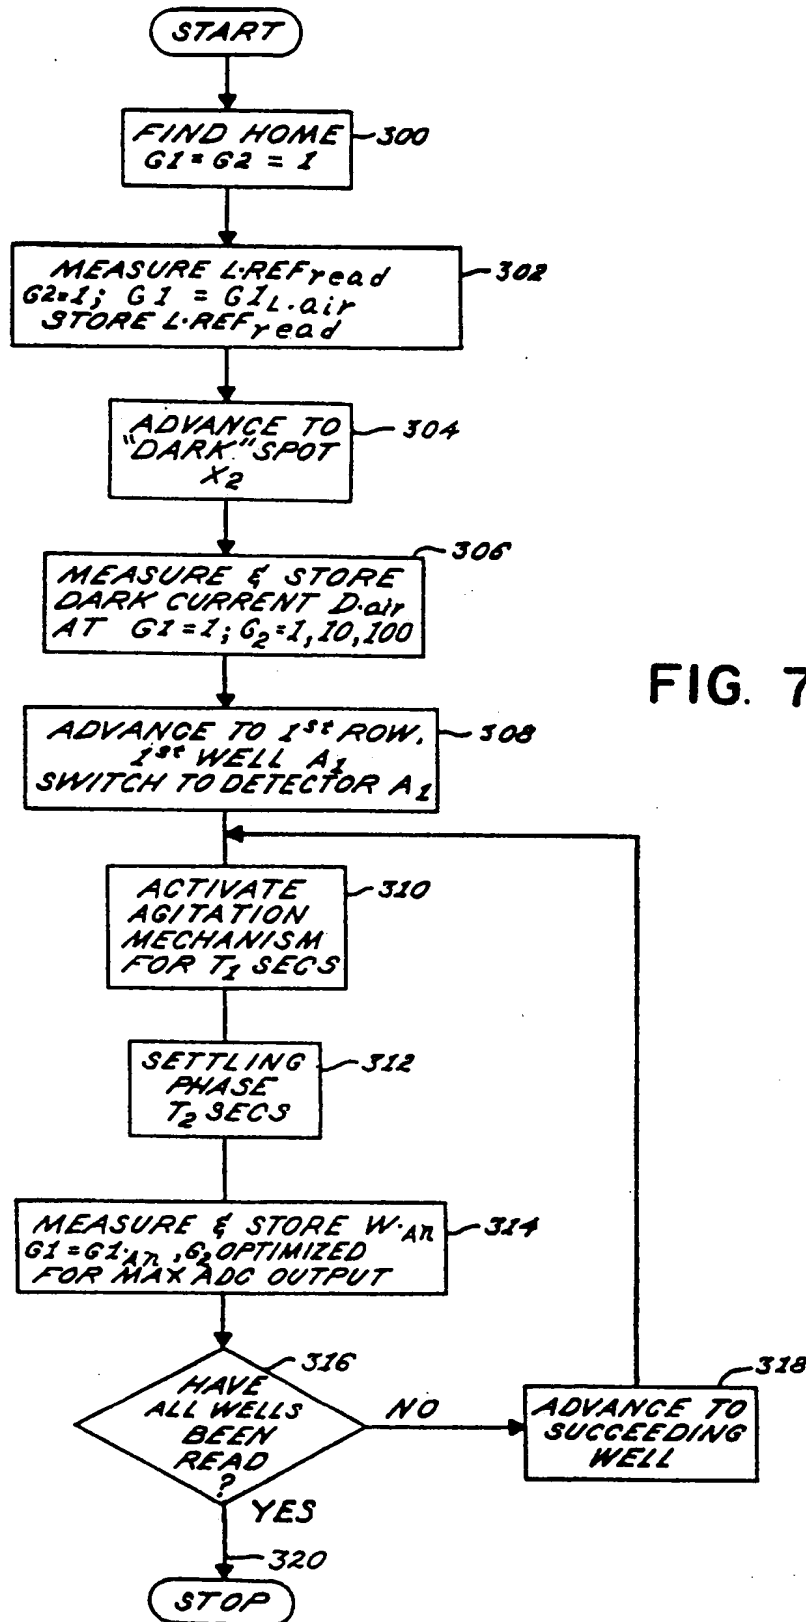 START
FIND HOME
G1 = G2 = 1
300
MEASURE L·REFread
G2=1; G1 = G1L·air
STORE L·REFread
302
ADVANCE TO
"DARK" SPOT
X2
304
306
MEASURE & STORE
DARK CURRENT D·air
AT G1=1; G2=1,10,100
FIG. 7
ADVANCE TO 1st ROW,
1st WELL A1
SWITCH TO DETECTOR A1
308
ACTIVATE
AGITATION
MECHANISM
FOR T1 SECS
310
SETTLING
PHASE
T2 SECS
312
MEASURE & STORE W·An
G1=G1·An, G2 OPTIMIZED
FOR MAX ADC OUTPUT
314
316
HAVE
ALL WELLS
BEEN
READ
?
NO
318
ADVANCE TO
SUCCEEDING
WELL
YES
320
STOP